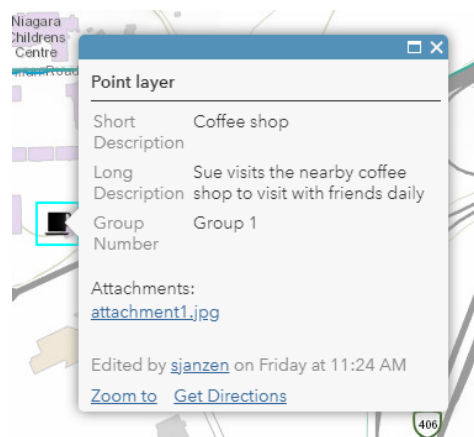 Niagara
Childrens
Centre
Road
Point layer
Short Coffee shop
Description
Long Sue visits the nearby coffee
Description shop to visit with friends daily
Group Group 1
Number
Attachments:
attachment1.jpg
Edited by sjanzen on Friday at 11:24 AM
Zoom to Get Directions
406